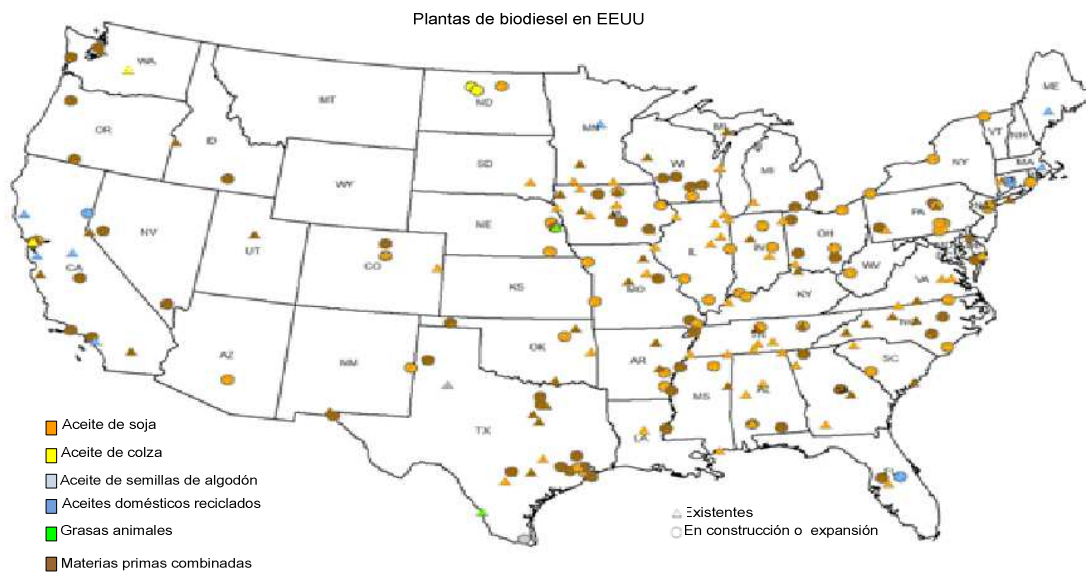 Plantas de biodiesel en EEUU
WA
MT
ND
MN
ME
VT
NH
OR
ID
SD
WI
MI
NY
MA
WY
NE
PA
NV
UT
CO
CA
KS
MO
IL
IN
OH
WV
VA
KY
AZ
NM
OK
AR
TN
NC
SC
MS
AL
TX
LA
FL
Aceite de soja
Aceite de colza
Aceite de semillas de algodón
Aceites domésticos reciclados
Grasas animales
Materias primas combinadas
Existentes
En construcción o expansión